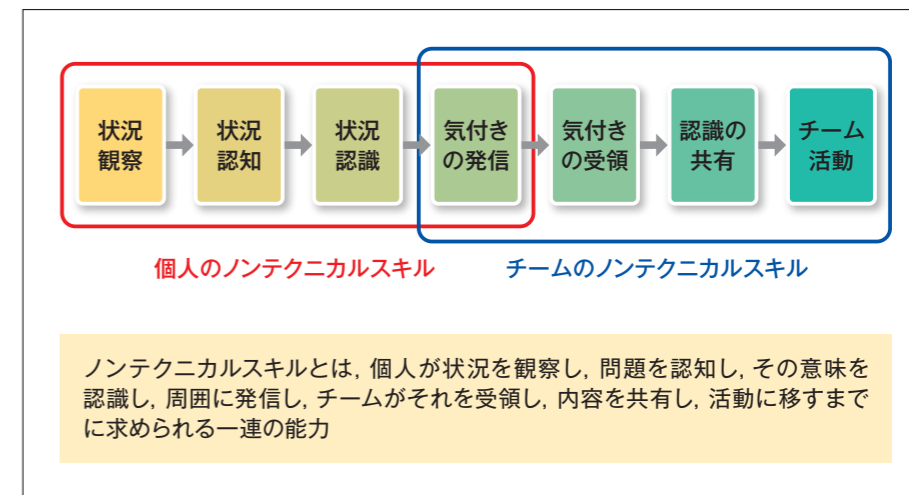 状況
観察
状況
認知
状況
認識
気付き
の発信
気付き
の受領
認識の
共有
チーム
活動
個人のノンテクニカルスキル
チームのノンテクニカルスキル
ノンテクニカルスキルとは, 個人が状況を観察し, 問題を認知し, その意味を
認識し, 周囲に発信し, チームがそれを受領し, 内容を共有し, 活動に移すまで
に求められる一連の能力